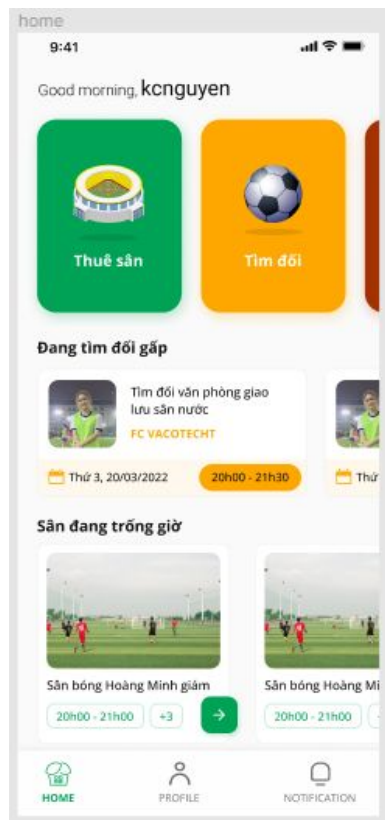 home
9:41
Good morning, kcnguyen
Thuê sân
Tìm đối
Đang tìm đối gấp
Tìm đối văn phòng giao
lưu sân nước
FC VACOTECHT
Thứ 3, 20/03/2022
20h00 - 21h30
Thứ
Sân đang trống giờ
Sân bóng Hoàng Minh giám
20h00 - 21h00
+3
Sân bóng Hoàng Mi
20h00 - 21h00
HOME
PROFILE
NOTIFICATION